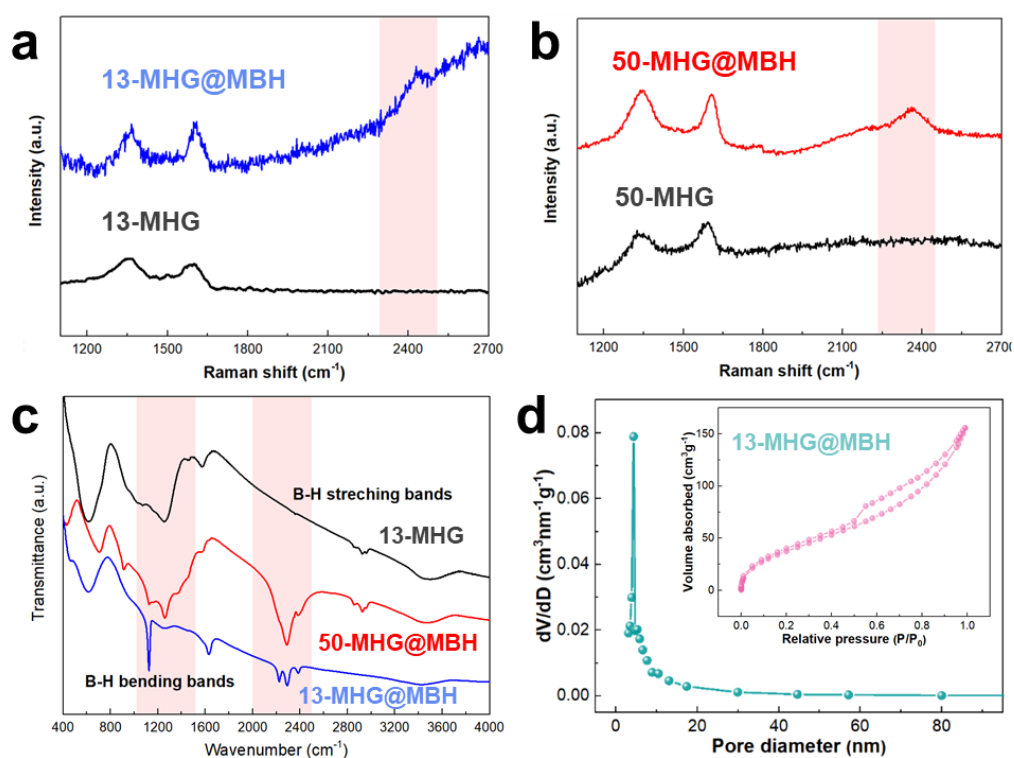 a
13-MHG@MBH
13-MHG
Intensity (a.u.)
1200 1500 1800 2100 2400 2700
Raman shift (cm⁻¹)
b
50-MHG@MBH
50-MHG
Intensity (a.u.)
1200 1500 1800 2100 2400 2700
Raman shift (cm⁻¹)
c
B-H streching bands
13-MHG
50-MHG@MBH
B-H bending bands
13-MHG@MBH
Transmittance (a.u.)
400 800 1200 1600 2000 2400 2800 3200 3600 4000
Wavenumber (cm⁻¹)
d
0.08
0.06
0.04
0.02
0.00
dV/dD (cm³nm⁻¹g⁻¹)
0 20 40 60 80
Pore diameter (nm)
13-MHG@MBH
150
100
50
0
Volume absorbed (cm³g⁻¹)
0.0 0.2 0.4 0.6 0.8 1.0
Relative pressure (P/P₀)